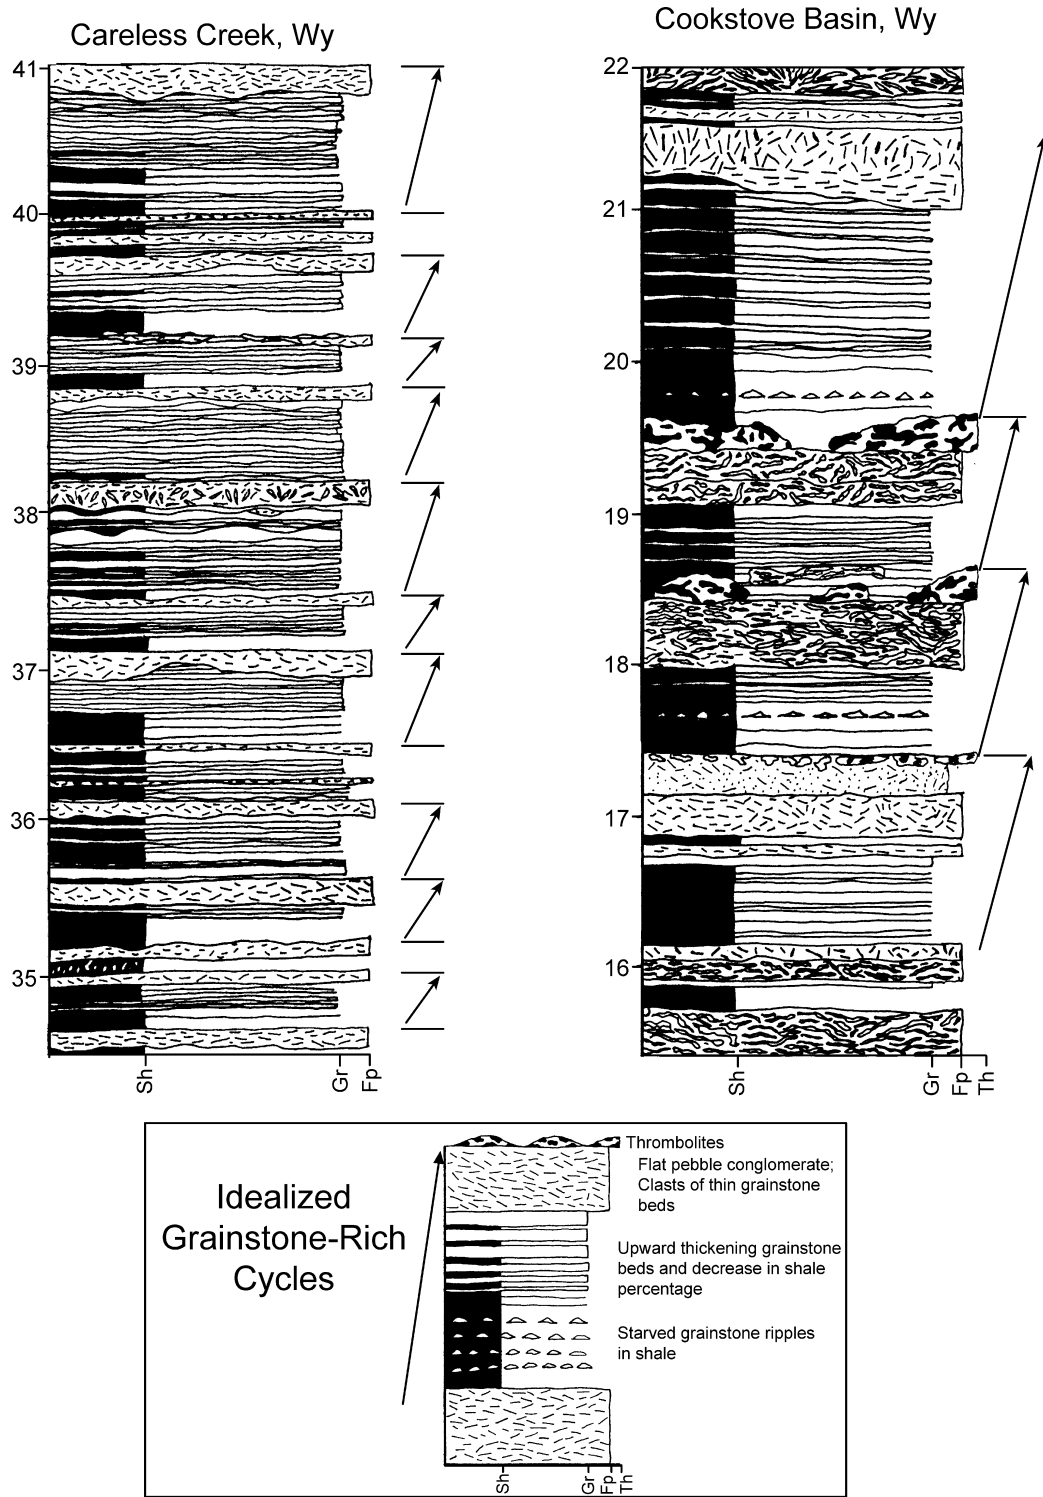 Careless Creek, Wy
41
40
39
38
37
36
35
Sh
Gr
Fp
Cookstove Basin, Wy
22
21
20
19
18
17
16
Sh
Gr
Fp
Th
Idealized
Grainstone-Rich
Cycles
Thrombolites
Flat pebble conglomerate;
Clasts of thin grainstone
beds
Upward thickening grainstone
beds and decrease in shale
percentage
Starved grainstone ripples
in shale
Sh
Gr
Fp
Th